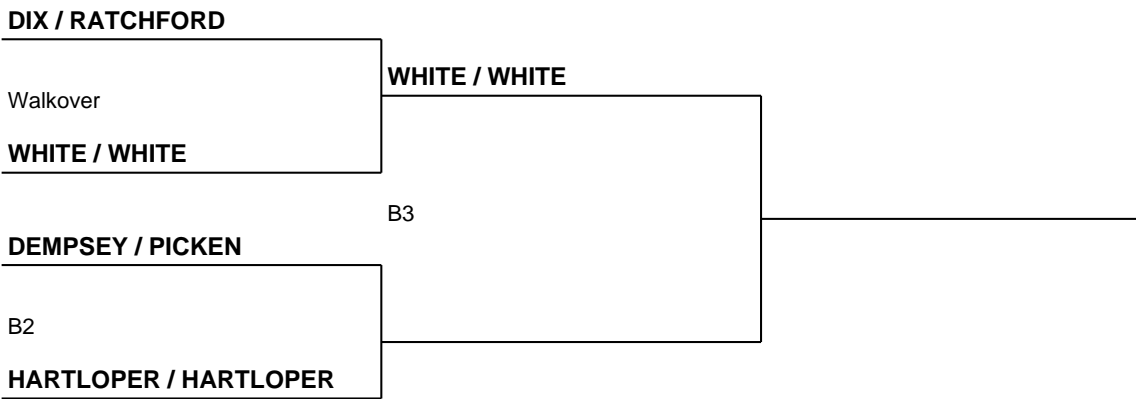 DIX / RATCHFORD
WHITE / WHITE
Walkover
WHITE / WHITE
B3
DEMPSEY / PICKEN
B2
HARTLOPER / HARTLOPER